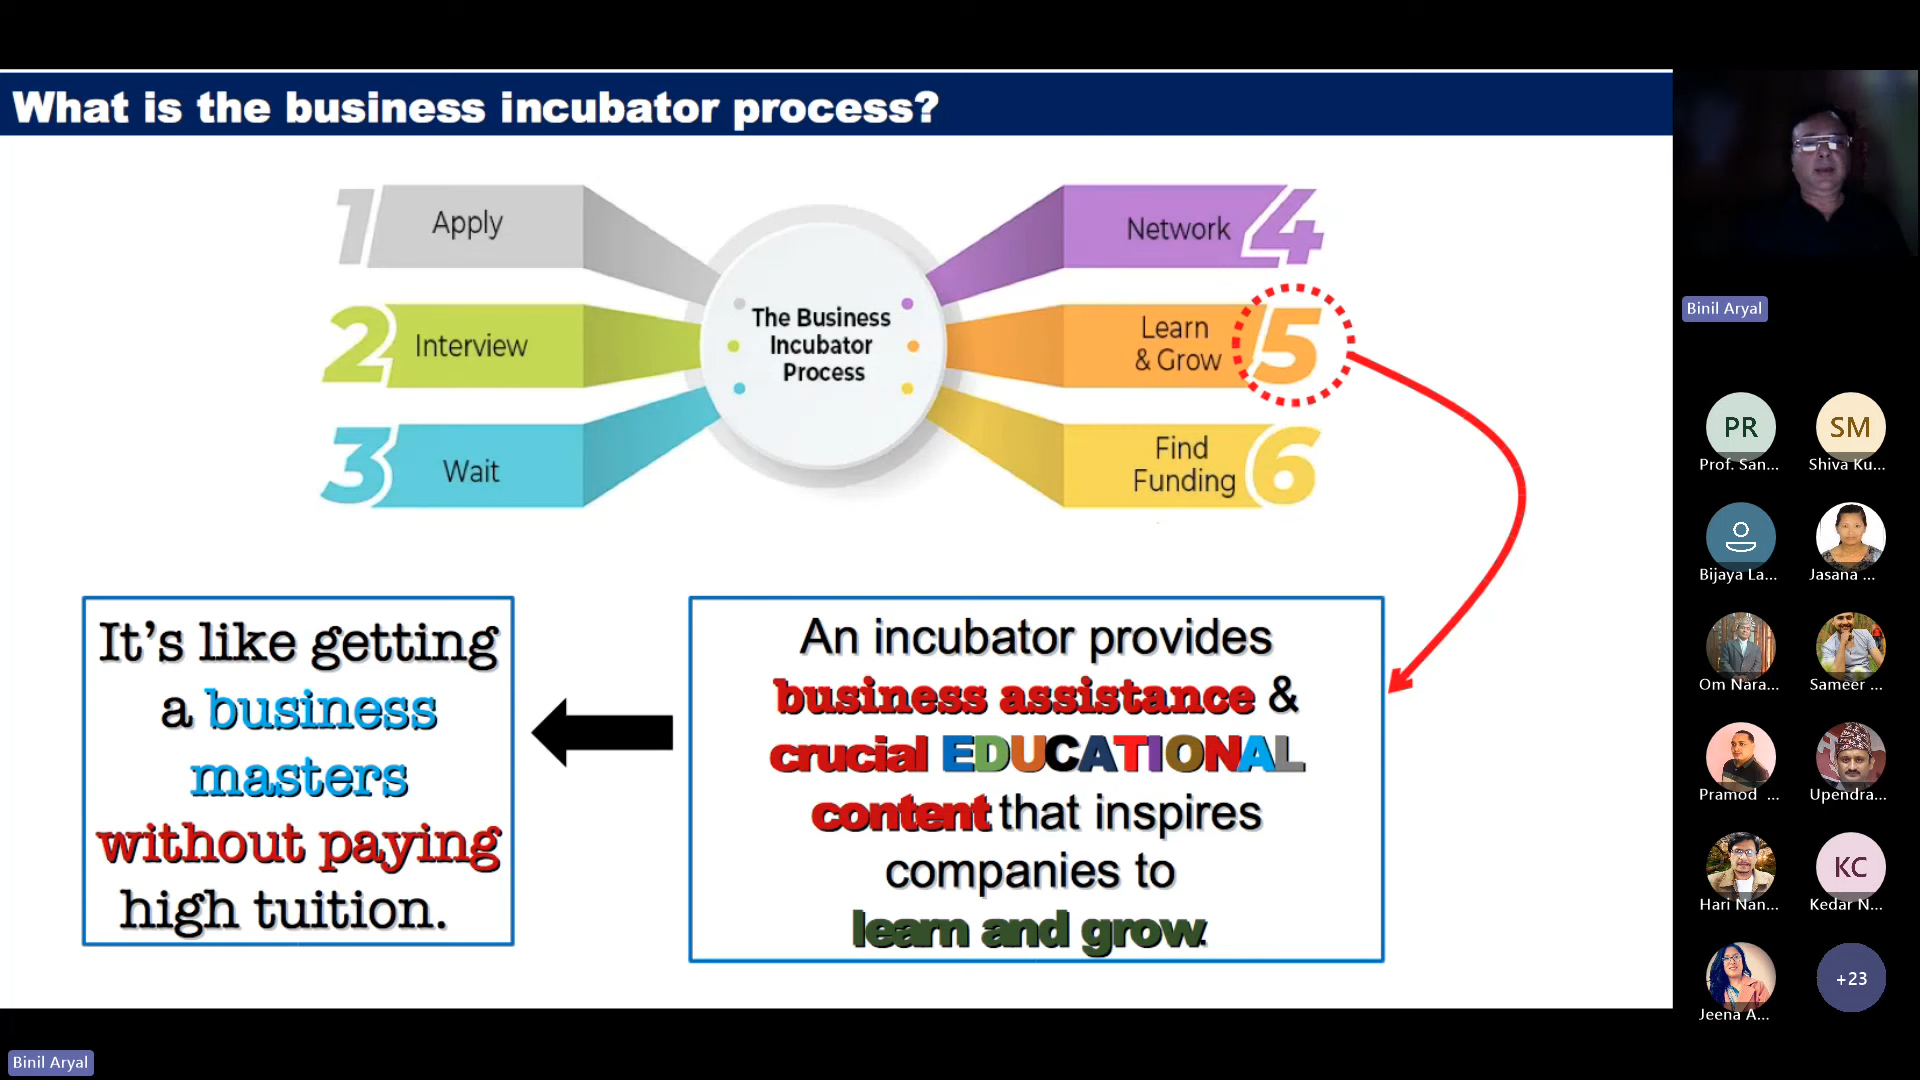 What is the business incubator process?
1
Apply
2
Interview
3
Wait
The Business
Incubator
Process
Network
4
Learn
& Grow
5
Find
Funding
6
It's like getting
a business
masters
without paying
high tuition.
An incubator provides
business assistance &
crucial EDUCATIONAL
content that inspires
companies to
learn and grow.
Binil Aryal
PR
Prof. San...
SM
Shiva Ku...
Bijaya La...
Jasana ...
Om Nara...
Sameer ...
Pramod ...
Upendra...
Hari Nan...
KC
Kedar N...
Jeena A...
+23
Binil Aryal